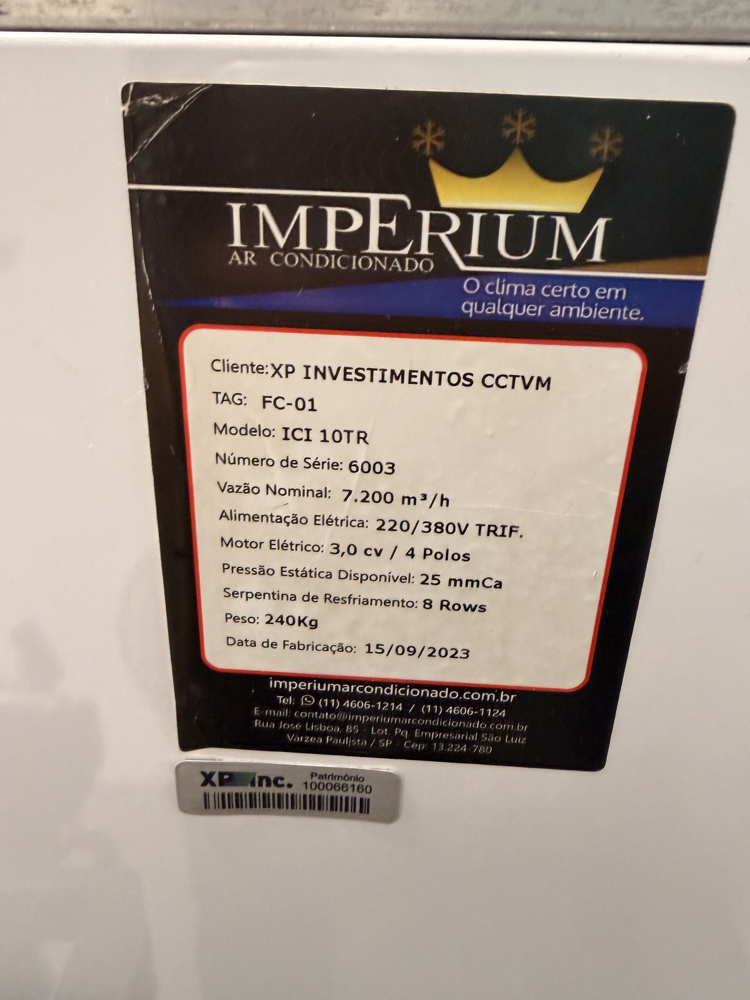 IMPERIUM
AR CONDICIONADO
O clima certo em
qualquer ambiente.
Cliente: XP INVESTIMENTOS CCTVM
TAG: FC-01
Modelo: ICI 10TR
Número de Série: 6003
Vazão Nominal: 7.200 m³/h
Alimentação Elétrica: 220/380V TRIF.
Motor Elétrico: 3,0 cv / 4 Polos
Pressão Estática Disponível: 25 mmCa
Serpentina de Resfriamento: 8 Rows
Peso: 240Kg
Data de Fabricação: 15/09/2023
imperiumarcondicionado.com.br
Tel: (11) 4606-1214 / (11) 4606-1124
E-mail: contato@imperiumarcondicionado.com.br
Rua José Lisboa, 85 - Lot. Pq. Empresarial São Luiz
Várzea Paulista / SP - Cep: 13.224-780
XP Inc.
Patrimônio
100066160